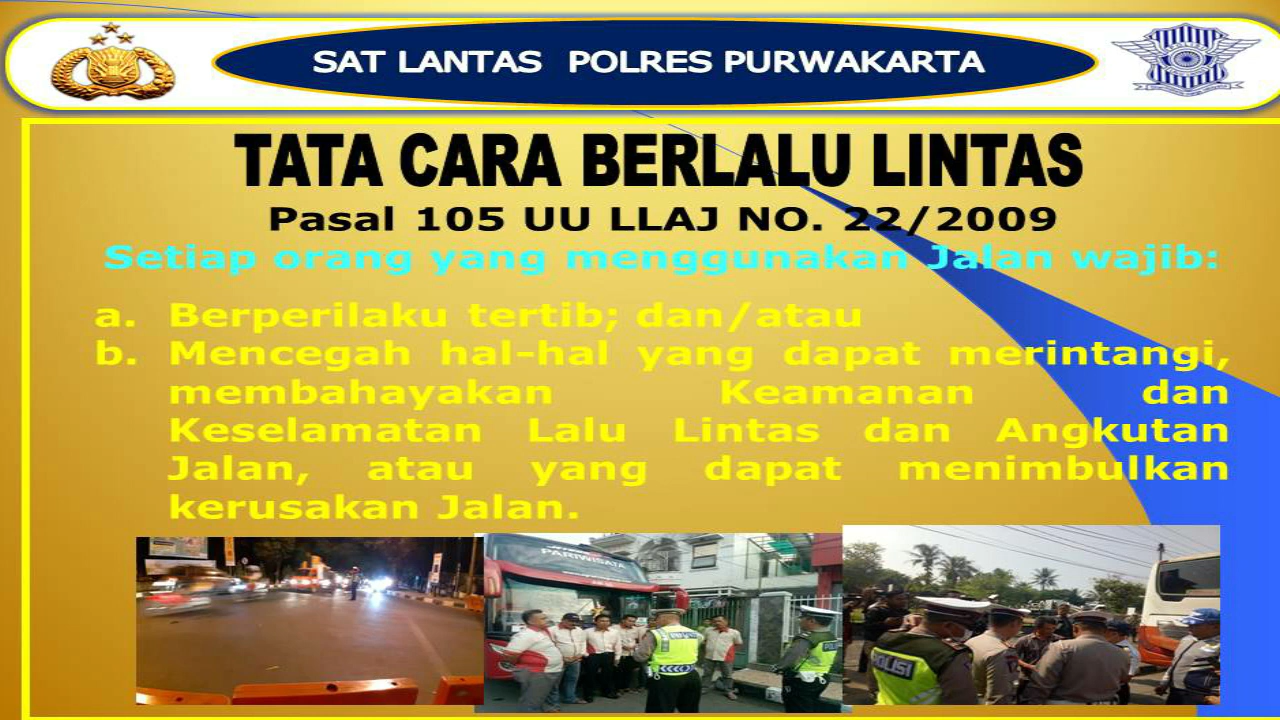 SAT LANTAS POLRES PURWAKARTA
TATA CARA BERLALU LINTAS
Pasal 105 UU LLAJ NO. 22/2009
Setiap orang yang menggunakan Jalan wajib:
a. Berperilaku tertib; dan/atau
b. Mencegah hal-hal yang dapat merintangi,
membahayakan Keamanan dan
Keselamatan Lalu Lintas dan Angkutan
Jalan, atau yang dapat menimbulkan
kerusakan Jalan.
PARIWISATA
POLISI